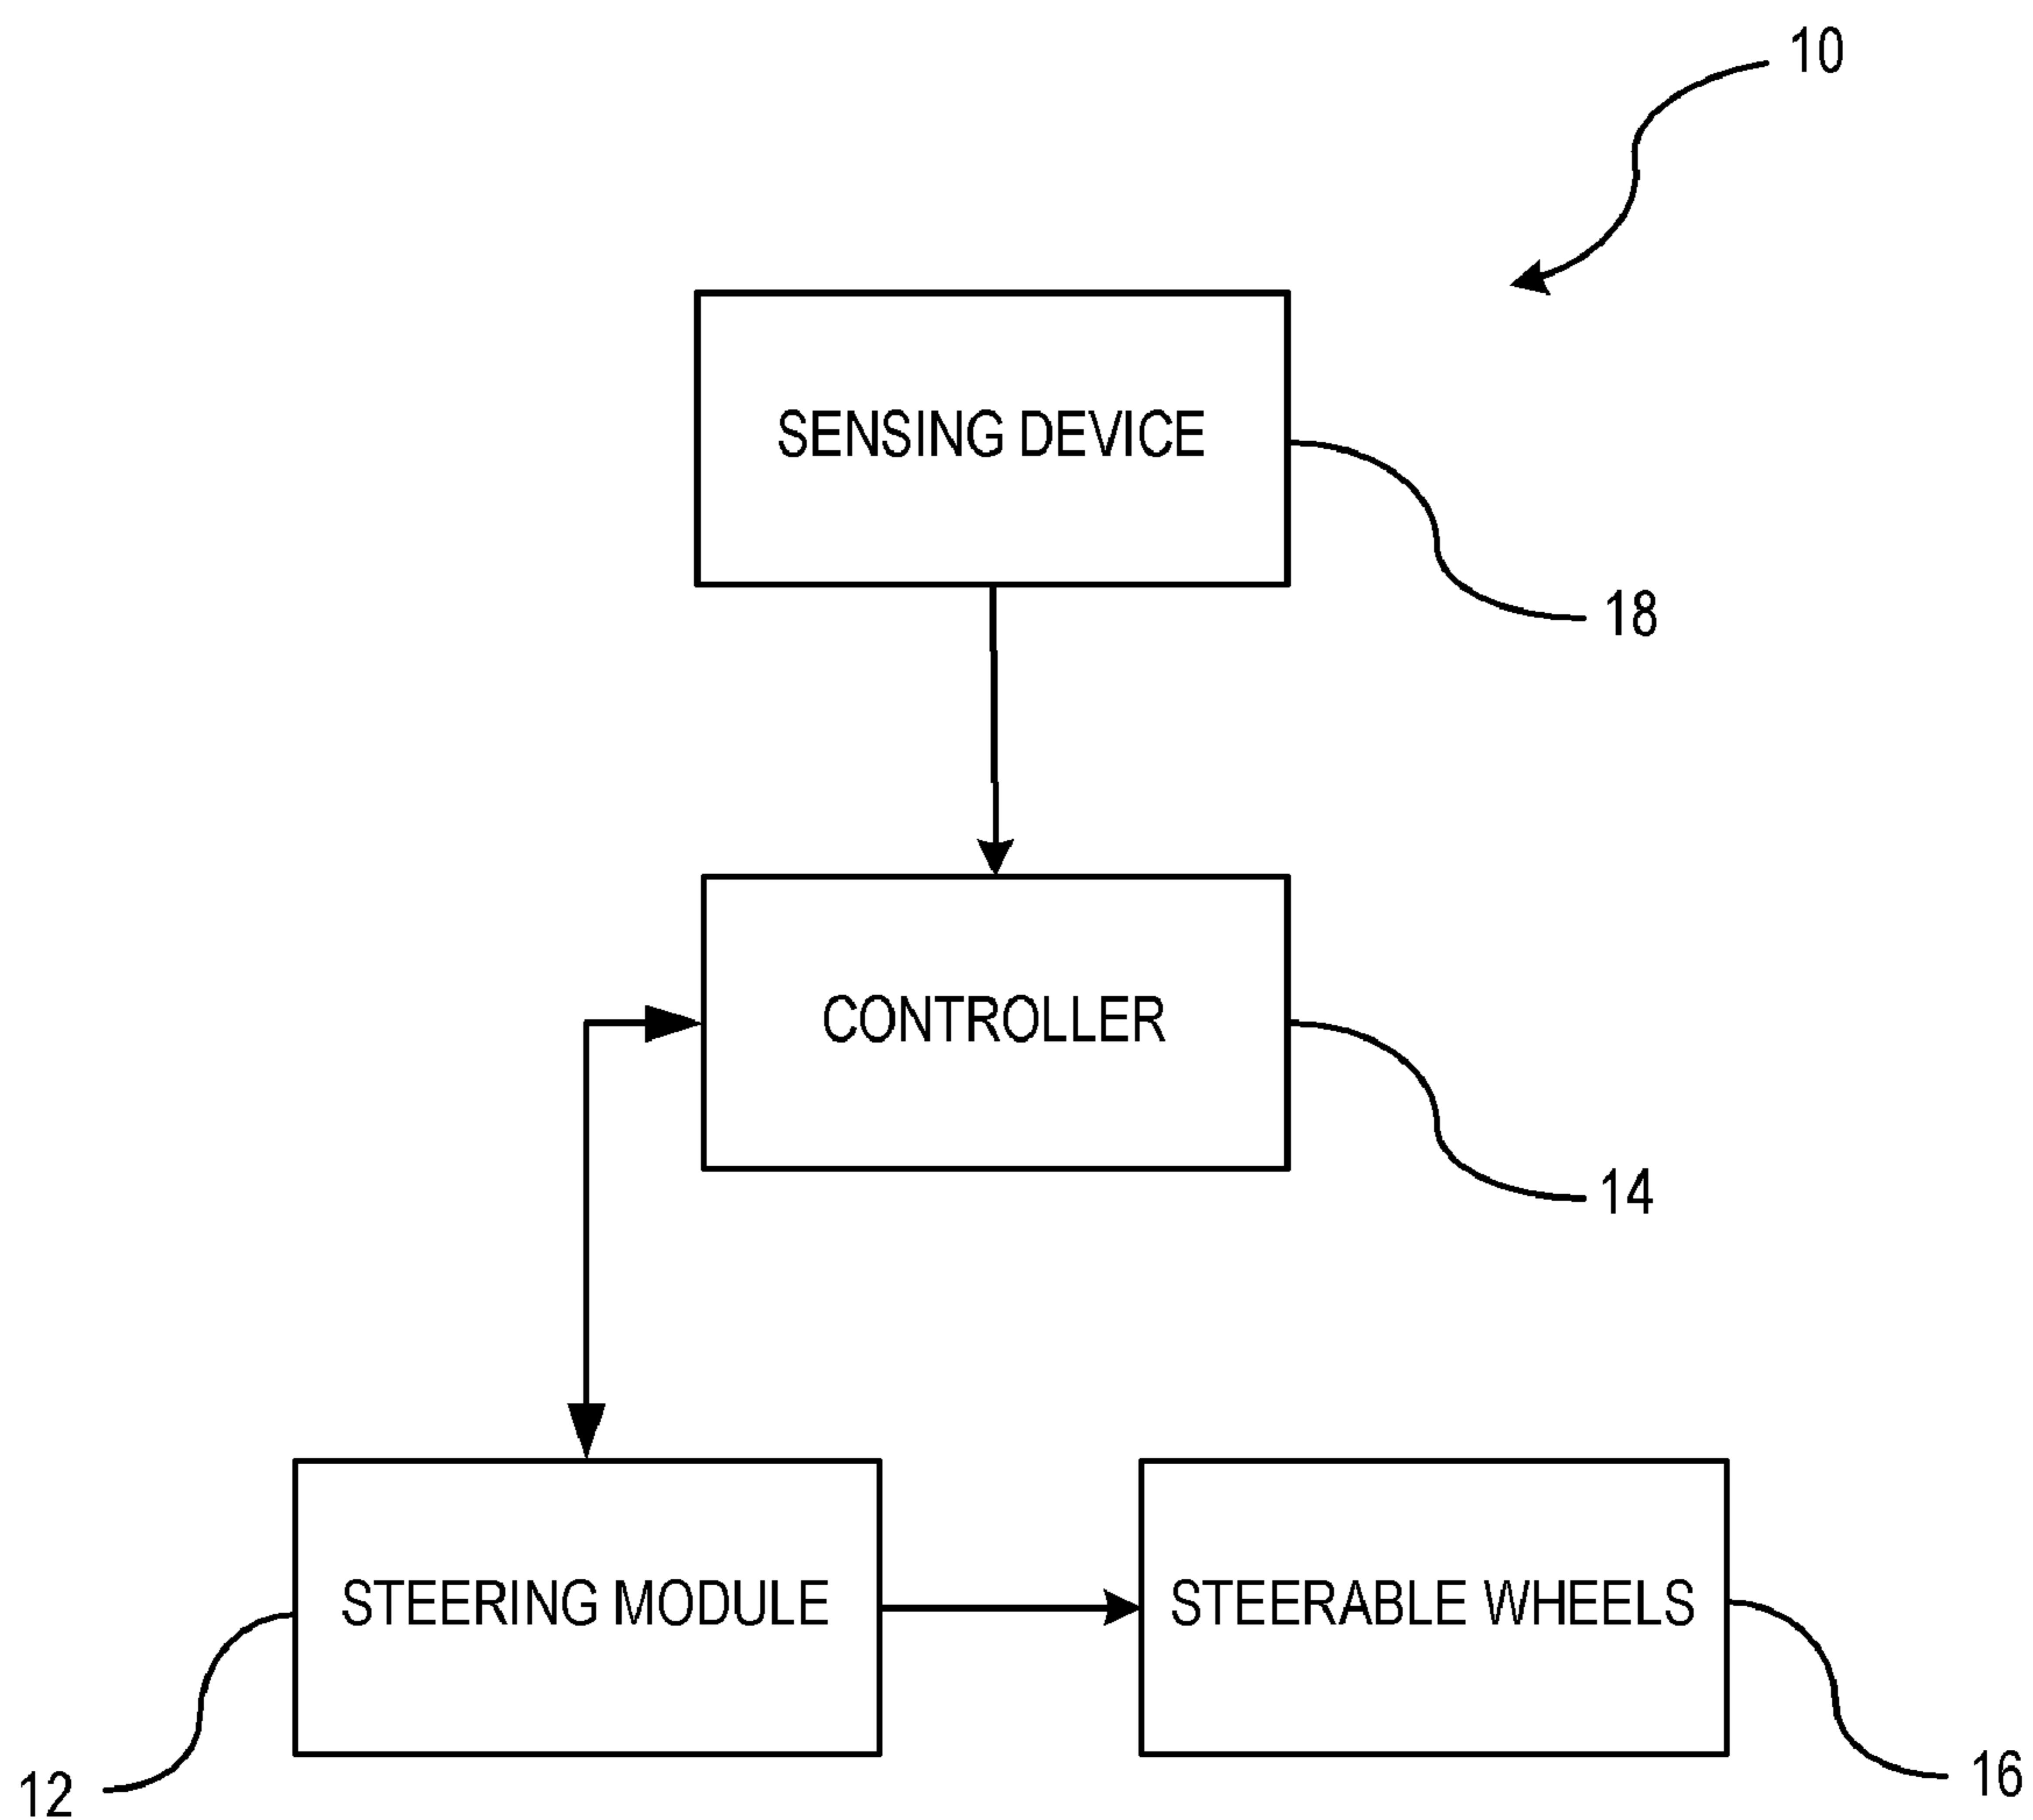 10
SENSING DEVICE
18
CONTROLLER
14
STEERING MODULE
STEERABLE WHEELS
12
16